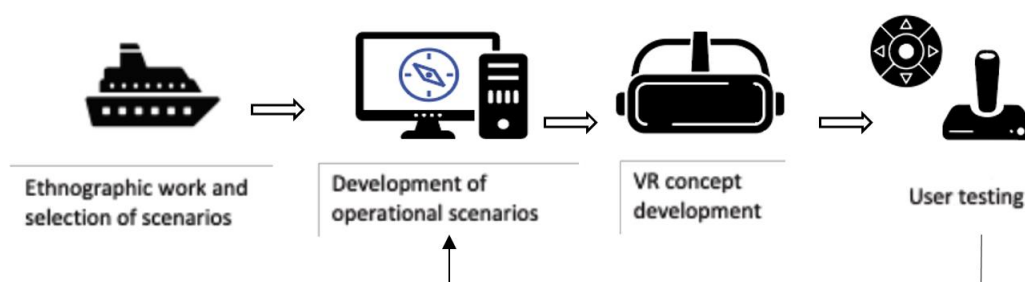 Ethnographic work and
selection of scenarios
Development of
operational scenarios
VR concept
development
User testing